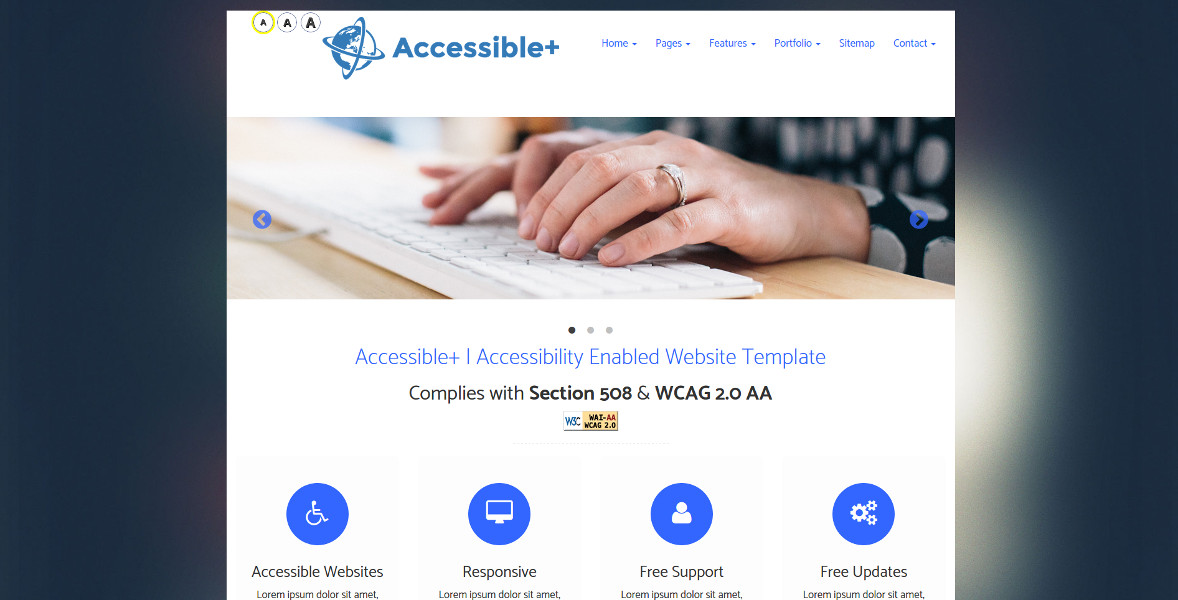 A A A
Accessible+
Home Pages Features Portfolio Sitemap Contact
Accessible+ | Accessibility Enabled Website Template
Complies with Section 508 & WCAG 2.0 AA
W3C WAI-AA
WCAG 2.0
Accessible Websites Responsive Free Support Free Updates
Lorem ipsum dolor sit amet, Lorem ipsum dolor sit amet, Lorem ipsum dolor sit amet, Lorem ipsum dolor sit amet,